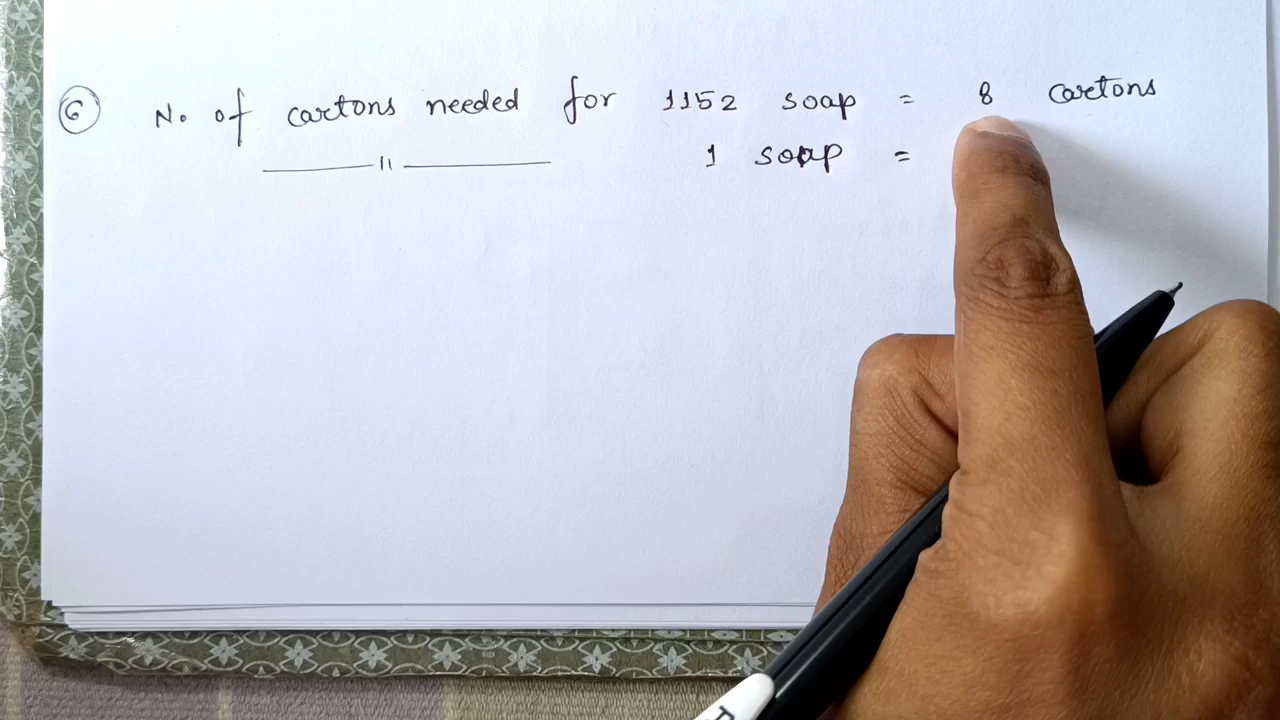 6 No. of cartons needed for 1152 soap = 8 cartons
—— 11 —— 1 soap =